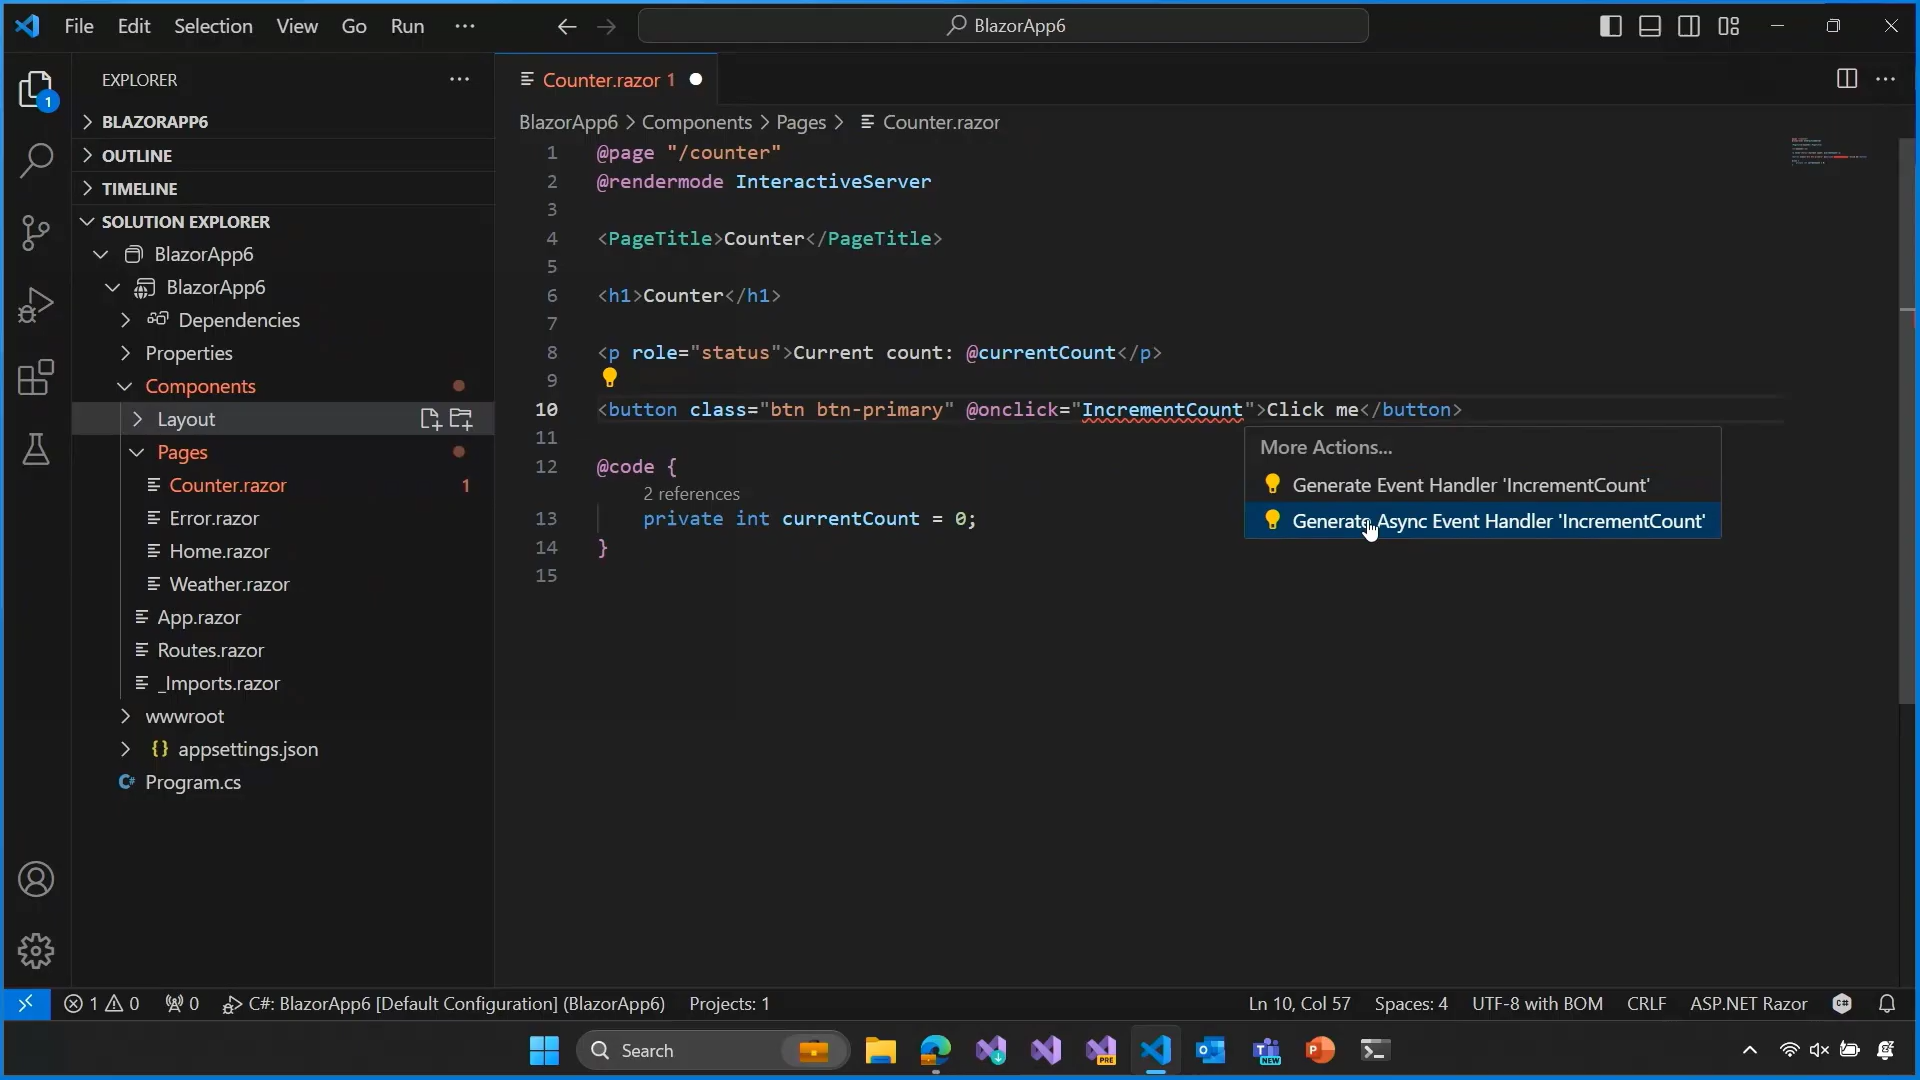 File Edit Selection View Go Run ···
BlazorApp6
EXPLORER
BLAZORAPP6
OUTLINE
TIMELINE
SOLUTION EXPLORER
BlazorApp6
BlazorApp6
Dependencies
Properties
Components
Layout
Pages
Counter.razor 1
Error.razor
Home.razor
Weather.razor
App.razor
Routes.razor
_Imports.razor
wwwroot
{} appsettings.json
C# Program.cs
1
Counter.razor 1
BlazorApp6 > Components > Pages > Counter.razor
1 @page "/counter"
2 @rendermode InteractiveServer
3
4 <PageTitle>Counter</PageTitle>
5
6 <h1>Counter</h1>
7
8 <p role="status">Current count: @currentCount</p>
9
10 <button class="btn btn-primary" @onclick="IncrementCount">Click me</button>
11
12 @code {
2 references
13 private int currentCount = 0;
14 }
15
More Actions...
Generate Event Handler 'IncrementCount'
Generate Async Event Handler 'IncrementCount'
1 0 0 C#: BlazorApp6 [Default Configuration] (BlazorApp6) Projects: 1 Ln 10, Col 57 Spaces: 4 UTF-8 with BOM CRLF ASP.NET Razor
Search
PRE
NEW